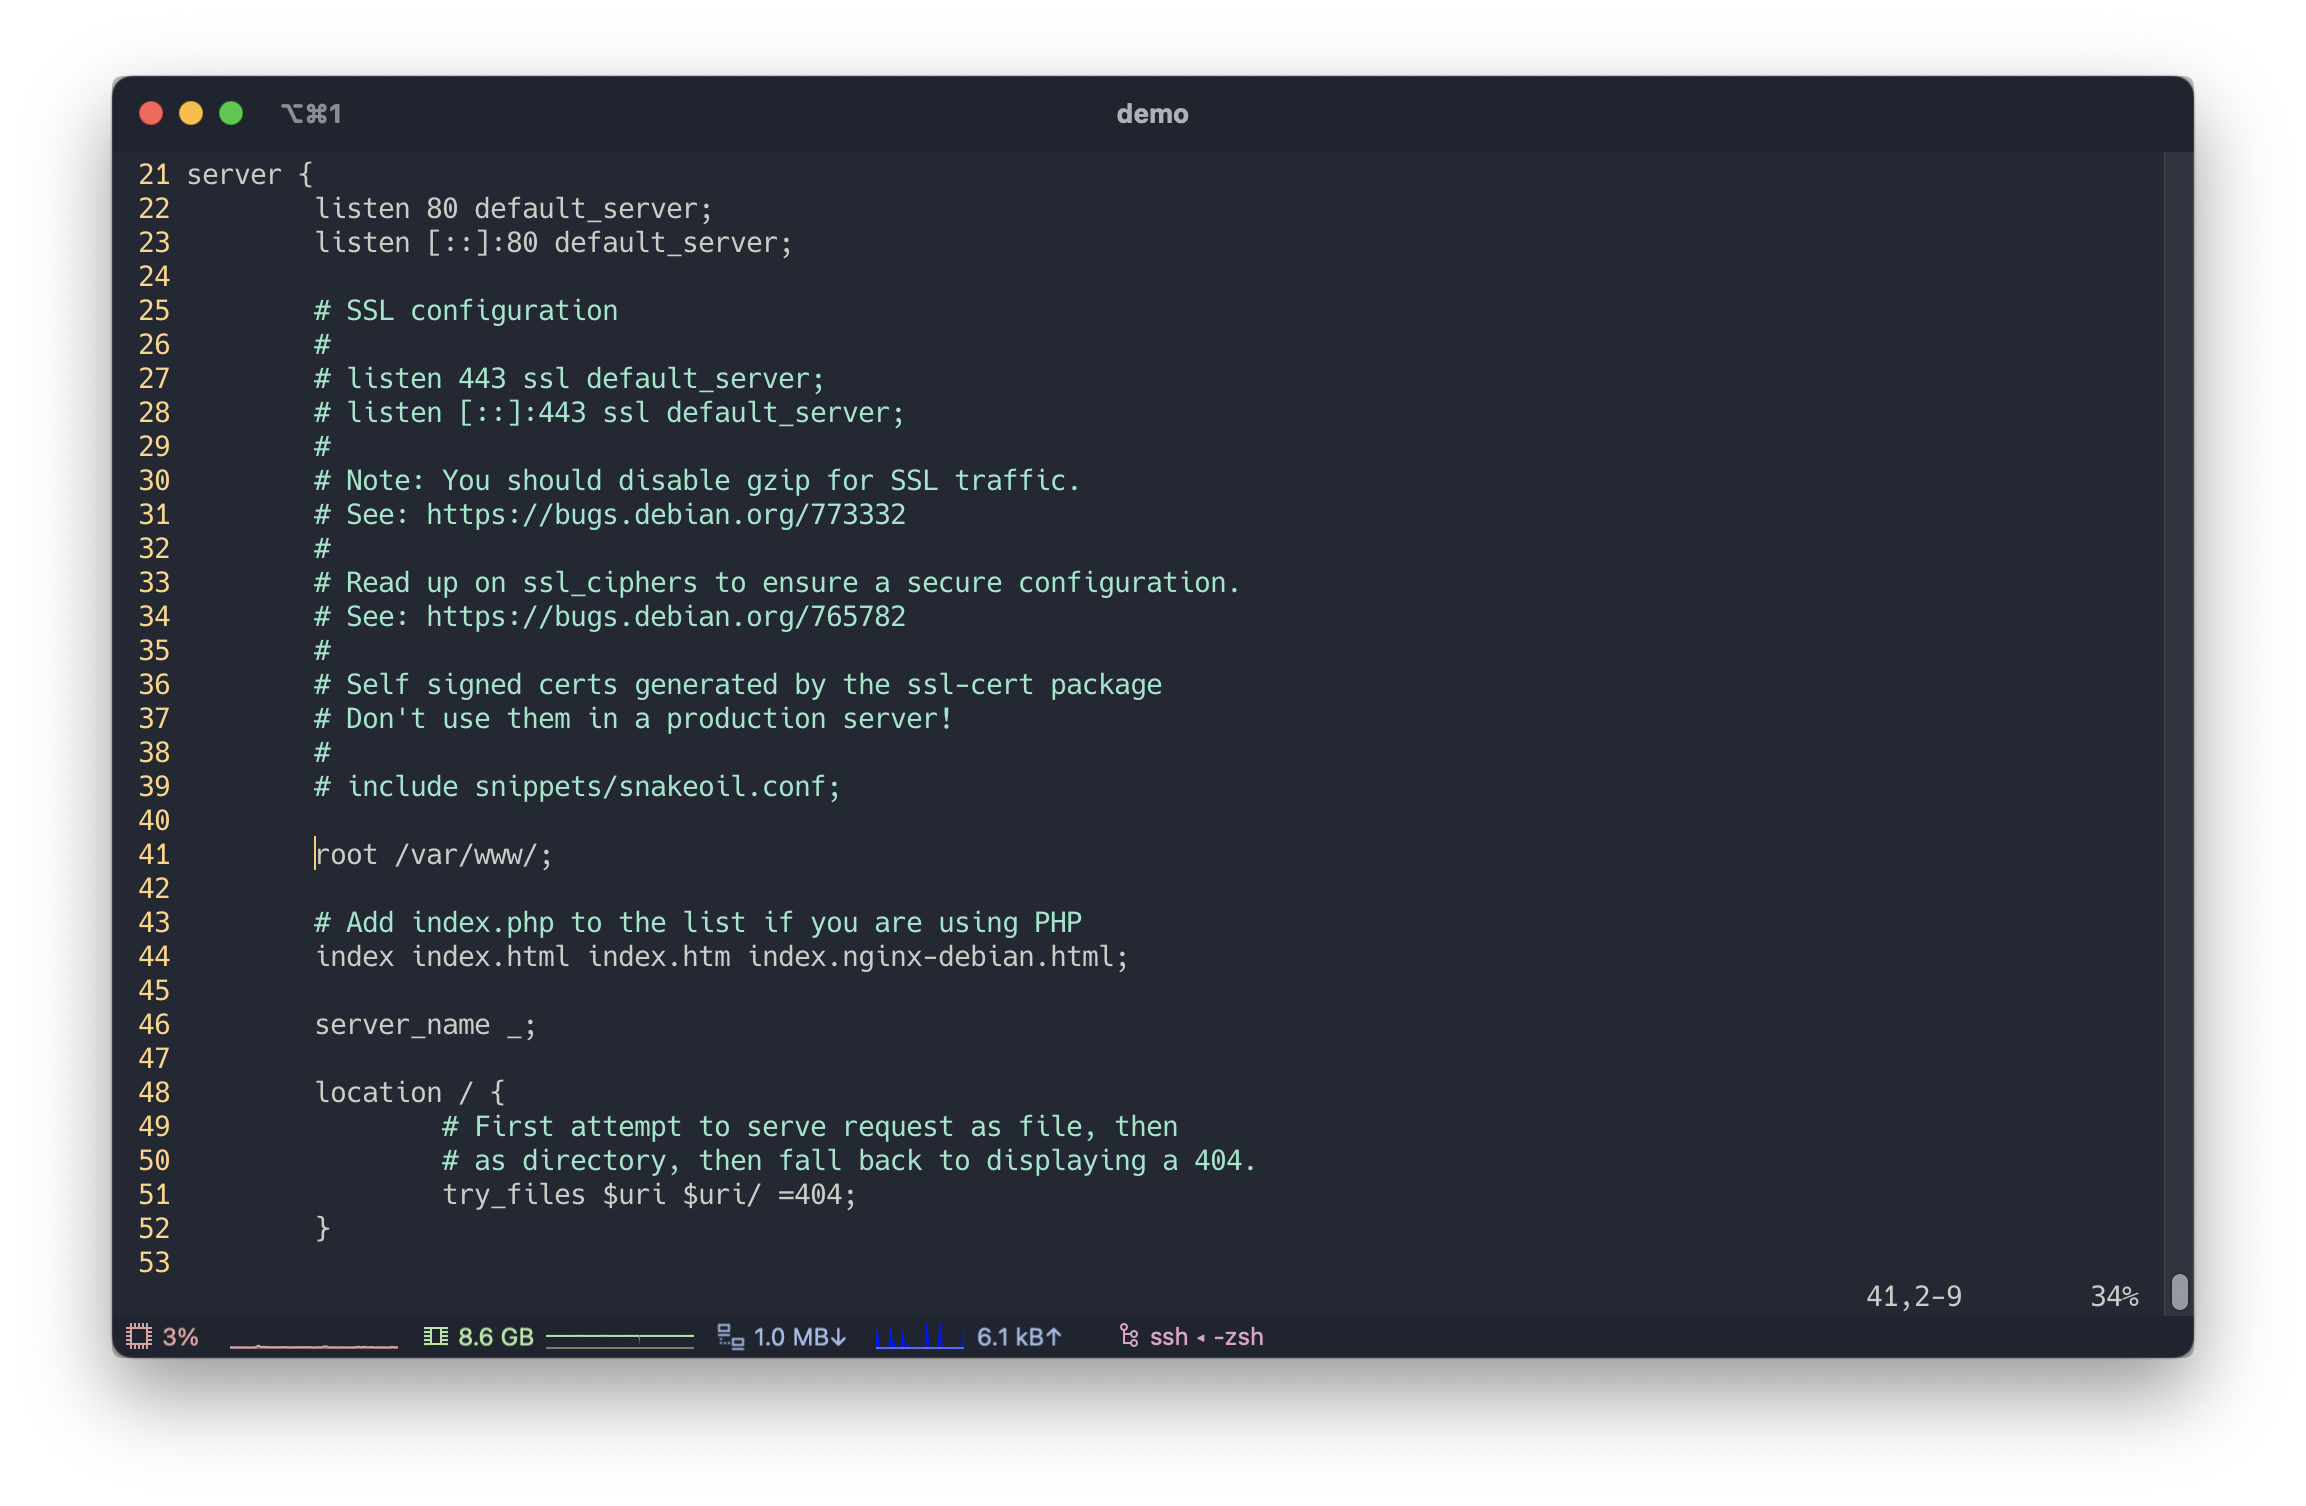 ⌥⌘1 demo
21 server {
22         listen 80 default_server;
23         listen [::]:80 default_server;
24
25         # SSL configuration
26         #
27         # listen 443 ssl default_server;
28         # listen [::]:443 ssl default_server;
29         #
30         # Note: You should disable gzip for SSL traffic.
31         # See: https://bugs.debian.org/773332
32         #
33         # Read up on ssl_ciphers to ensure a secure configuration.
34         # See: https://bugs.debian.org/765782
35         #
36         # Self signed certs generated by the ssl-cert package
37         # Don't use them in a production server!
38         #
39         # include snippets/snakeoil.conf;
40
41         root /var/www/;
42
43         # Add index.php to the list if you are using PHP
44         index index.html index.htm index.nginx-debian.html;
45
46         server_name _;
47
48         location / {
49                 # First attempt to serve request as file, then
50                 # as directory, then fall back to displaying a 404.
51                 try_files $uri $uri/ =404;
52         }
53
41,2-9 34%
3% 8.6 GB 1.0 MB↓ 6.1 kB↑ ssh ◂ -zsh